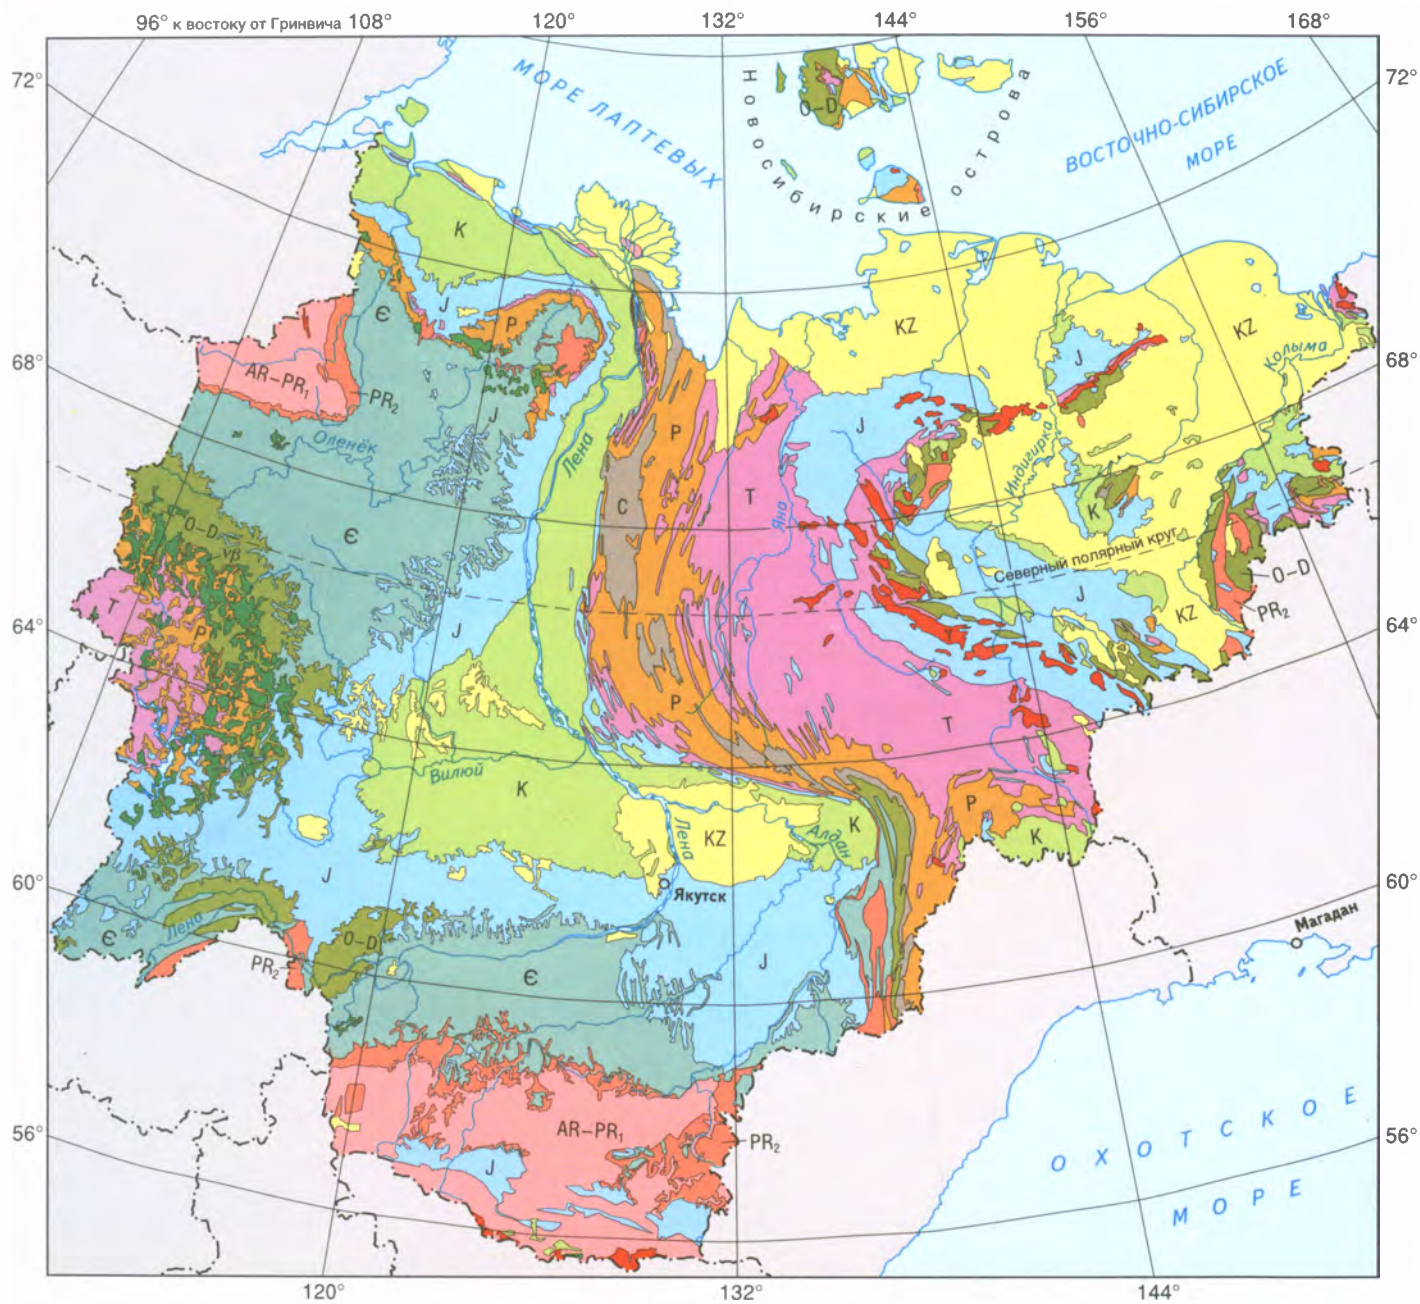 96° к востоку от Гринвича 108° 120° 132° 144° 156° 168°
72° 72°
МОРЕ ЛАПТЕВЫХ
Новосибирские острова
ВОСТОЧНО-СИБИРСКОЕ
МОРЕ
O–D
K
J
Є
P
KZ
KZ
J
Колыма
68° 68°
AR–PR₁
PR₂
J
Оленёк
Лена
P
J
Индигирка
C
T
Яна
K
O–D
νβ
Є
Северный полярный круг
O–D
T
P
J
J
KZ
PR₂
64° 64°
γ
P
T
Вилюй
K
P
Лена
KZ
Алдан
K
K
J
Якутск
60° 60°
Лена
Є
O–D
Магадан
PR₂
Є
J
AR–PR₁
PR₂
56° 56°
J
ОХОТСКОЕ
МОРЕ
120° 132° 144°